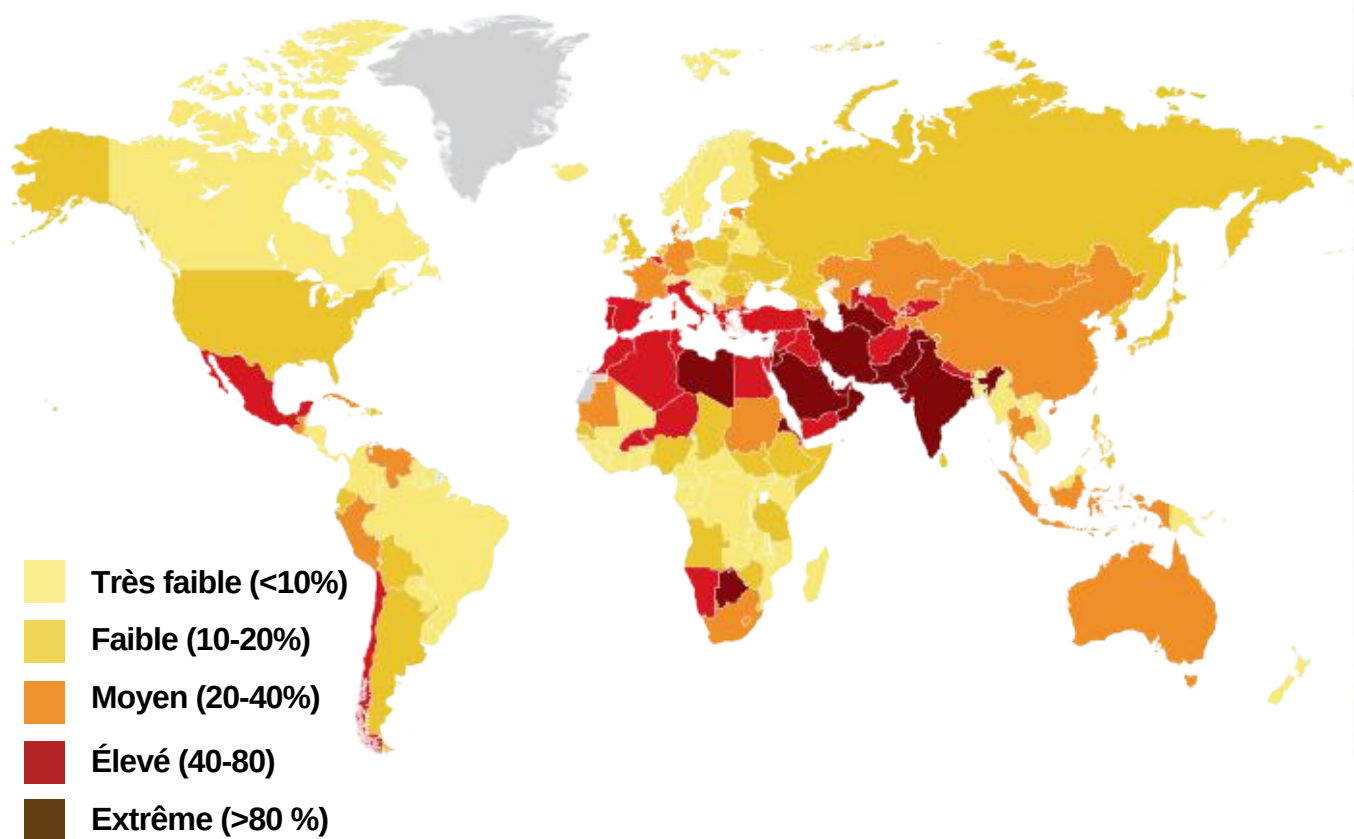 Très faible (<10%)
Faible (10-20%)
Moyen (20-40%)
Élevé (40-80)
Extrême (>80 %)